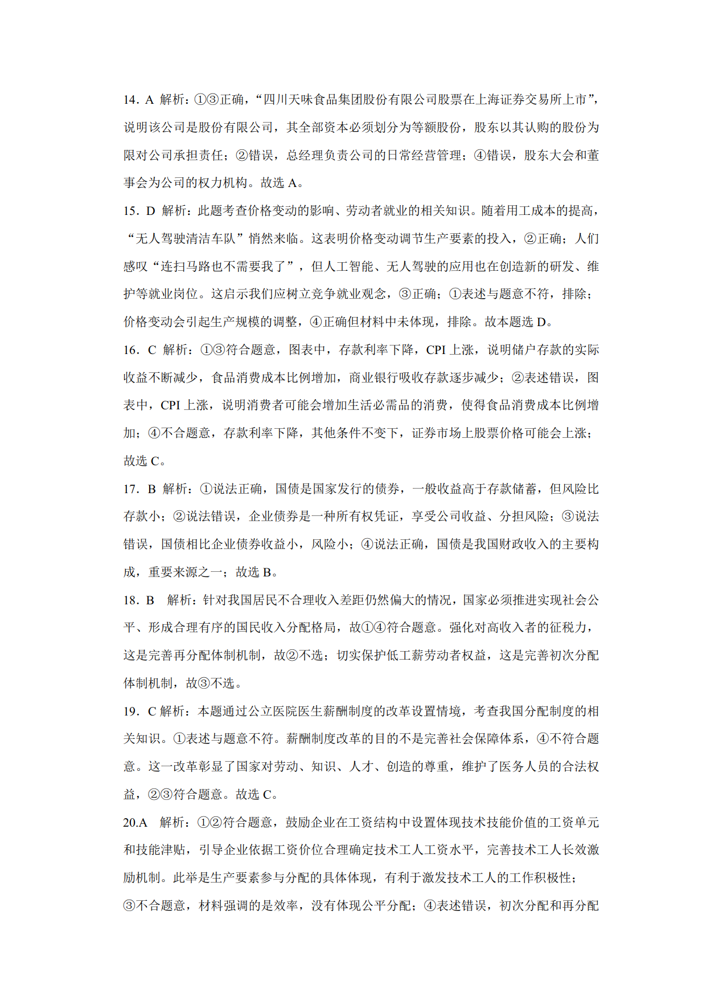 14．A 解析：①③正确，“四川天味食品集团股份有限公司股票在上海证券交易所上市”，
说明该公司是股份有限公司，其全部资本必须划分为等额股份，股东以其认购的股份为
限对公司承担责任；②错误，总经理负责公司的日常经营管理；④错误，股东大会和董
事会为公司的权力机构。故选 A。
15．D 解析：此题考查价格变动的影响、劳动者就业的相关知识。随着用工成本的提高，
“无人驾驶清洁车队”悄然来临。这表明价格变动调节生产要素的投入，②正确；人们
感叹“连扫马路也不需要我了”，但人工智能、无人驾驶的应用也在创造新的研发、维
护等就业岗位。这启示我们应树立竞争就业观念，③正确；①表述与题意不符，排除；
价格变动会引起生产规模的调整，④正确但材料中未体现，排除。故本题选 D。
16．C 解析：①③符合题意，图表中，存款利率下降，CPI 上涨，说明储户存款的实际
收益不断减少，食品消费成本比例增加，商业银行吸收存款逐步减少；②表述错误，图
表中，CPI 上涨，说明消费者可能会增加生活必需品的消费，使得食品消费成本比例增
加；④不合题意，存款利率下降，其他条件不变下，证券市场上股票价格可能会上涨；
故选 C。
17．B 解析：①说法正确，国债是国家发行的债券，一般收益高于存款储蓄，但风险比
存款小；②说法错误，企业债券是一种所有权凭证，享受公司收益、分担风险；③说法
错误，国债相比企业债券收益小，风险小；④说法正确，国债是我国财政收入的主要构
成，重要来源之一；故选 B。
18．B 解析：针对我国居民不合理收入差距仍然偏大的情况，国家必须推进实现社会公
平、形成合理有序的国民收入分配格局，故①④符合题意。强化对高收入者的征税力，
这是完善再分配体制机制，故②不选；切实保护低工薪劳动者权益，这是完善初次分配
体制机制，故③不选。
19．C 解析：本题通过公立医院医生薪酬制度的改革设置情境，考查我国分配制度的相
关知识。①表述与题意不符。薪酬制度改革的目的不是完善社会保障体系，④不符合题
意。这一改革彰显了国家对劳动、知识、人才、创造的尊重，维护了医务人员的合法权
益，②③符合题意。故选 C。
20.A 解析：①②符合题意，鼓励企业在工资结构中设置体现技术技能价值的工资单元
和技能津贴，引导企业依据工资价位合理确定技术工人工资水平，完善技术工人长效激
励机制。此举是生产要素参与分配的具体体现，有利于激发技术工人的工作积极性；
③不合题意，材料强调的是效率，没有体现公平分配；④表述错误，初次分配和再分配